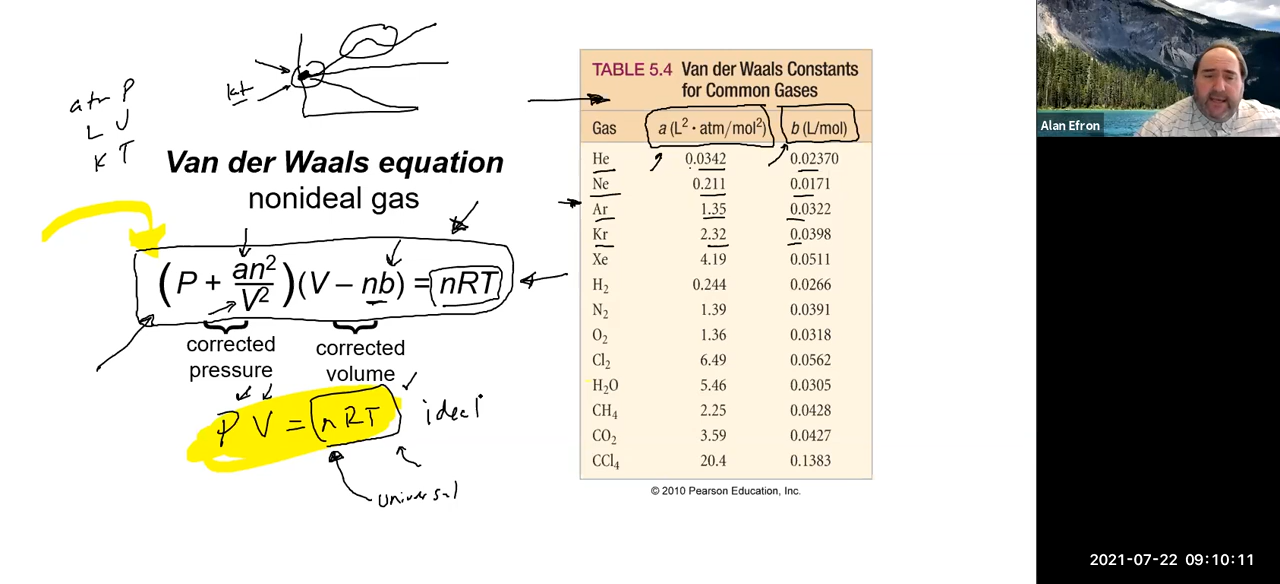 atm P
L V
K T
Van der Waals equation
nonideal gas
(P + an²/V²)(V – nb) = nRT
corrected pressure
corrected volume
P V = nRT ideal
universal
TABLE 5.4 Van der Waals Constants
for Common Gases
Gas a (L² · atm/mol²) b (L/mol)
He 0.0342 0.02370
Ne 0.211 0.0171
Ar 1.35 0.0322
Kr 2.32 0.0398
Xe 4.19 0.0511
H₂ 0.244 0.0266
N₂ 1.39 0.0391
O₂ 1.36 0.0318
Cl₂ 6.49 0.0562
H₂O 5.46 0.0305
CH₄ 2.25 0.0428
CO₂ 3.59 0.0427
CCl₄ 20.4 0.1383
© 2010 Pearson Education, Inc.
Alan Efron
2021-07-22 09:10:11